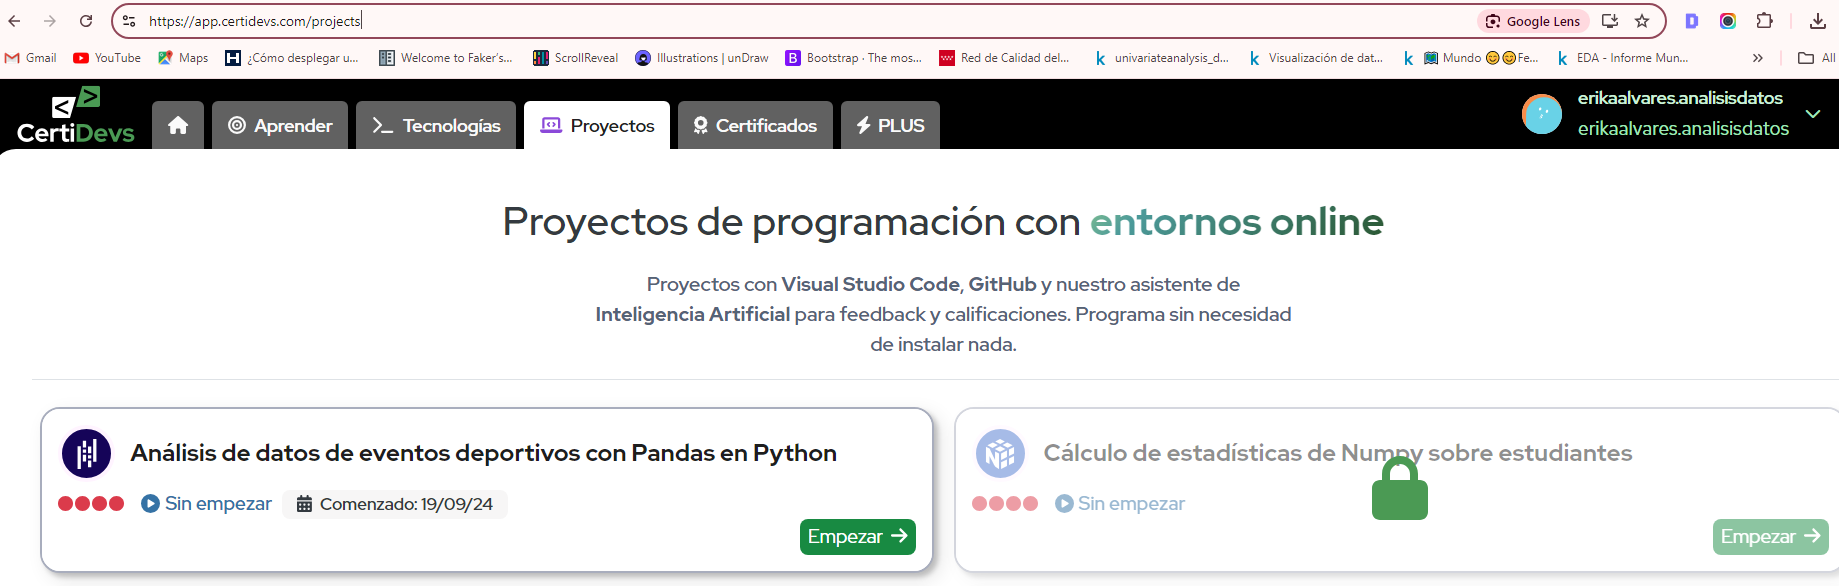 https://app.certidevs.com/projects
Google Lens
Gmail
YouTube
Maps
¿Cómo desplegar u...
Welcome to Faker's...
ScrollReveal
Illustrations | unDraw
Bootstrap · The mos...
Red de Calidad del...
univariateanalysis_d...
Visualización de dat...
Mundo 😊😊Fe...
EDA - Informe Mun...
All
CertiDevs
Aprender
Tecnologías
Proyectos
Certificados
PLUS
erikaalvares.analisisdatos
erikaalvares.analisisdatos
Proyectos de programación con entornos online
Proyectos con Visual Studio Code, GitHub y nuestro asistente de
Inteligencia Artificial para feedback y calificaciones. Programa sin necesidad
de instalar nada.
Análisis de datos de eventos deportivos con Pandas en Python
Sin empezar
Comenzado: 19/09/24
Empezar
Cálculo de estadísticas de Numpy sobre estudiantes
Sin empezar
Empezar